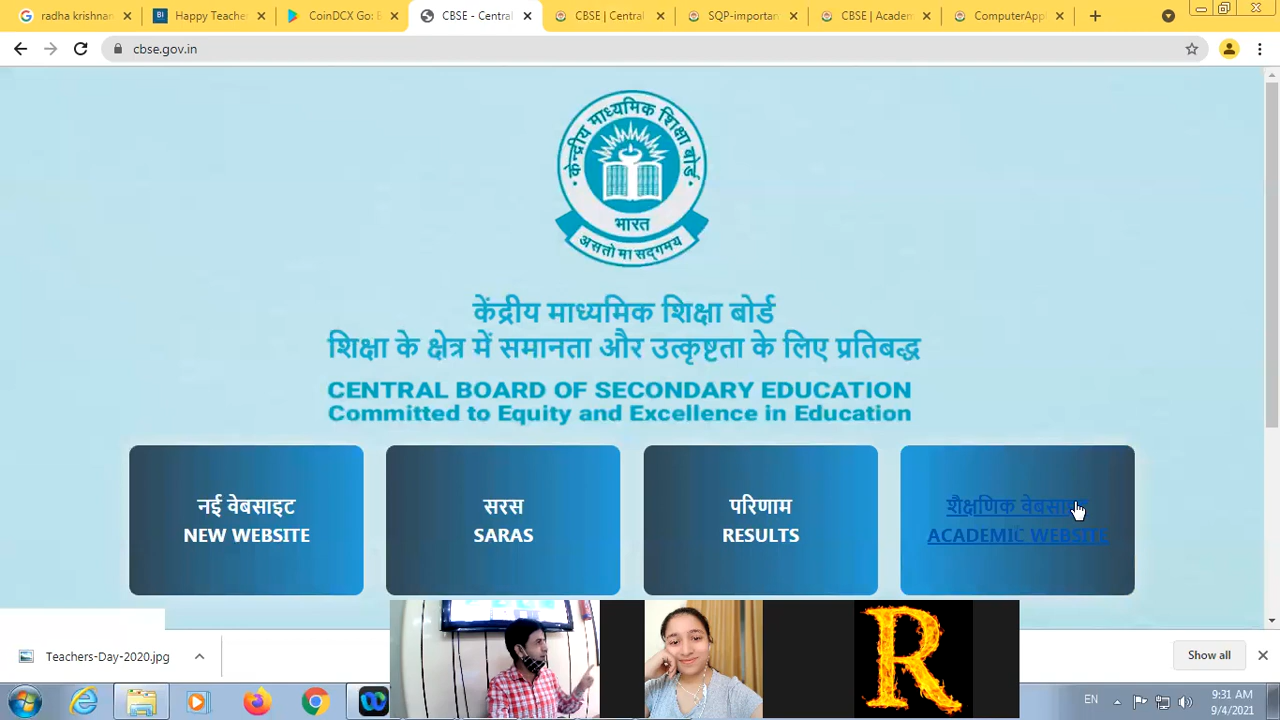 radha krishnan
BI
Happy Teache
CoinDCX Go: B
CBSE - Central
CBSE | Central
SQP-importan
CBSE | Academ
ComputerAppl
cbse.gov.in
केन्द्रीय माध्यमिक शिक्षा बोर्ड
भारत
असतो मा सद्गमय
केंद्रीय माध्यमिक शिक्षा बोर्ड
शिक्षा के क्षेत्र में समानता और उत्कृष्टता के लिए प्रतिबद्ध
CENTRAL BOARD OF SECONDARY EDUCATION
Committed to Equity and Excellence in Education
नई वेबसाइट
NEW WEBSITE
सरस
SARAS
परिणाम
RESULTS
शैक्षणिक वेबसाइट
ACADEMIC WEBSITE
R
Teachers-Day-2020.jpg
Show all
EN
9:31 AM
9/4/2021